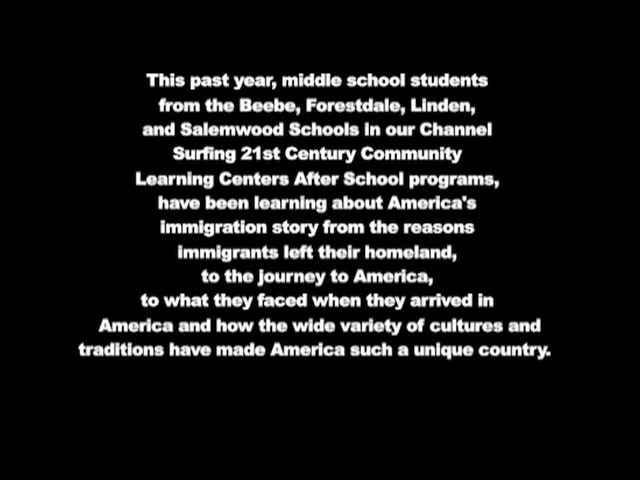 This past year, middle school students
from the Beebe, Forestdale, Linden,
and Salemwood Schools in our Channel
Surfing 21st Century Community
Learning Centers After School programs,
have been learning about America's
immigration story from the reasons
immigrants left their homeland,
to the journey to America,
to what they faced when they arrived in
America and how the wide variety of cultures and
traditions have made America such a unique country.